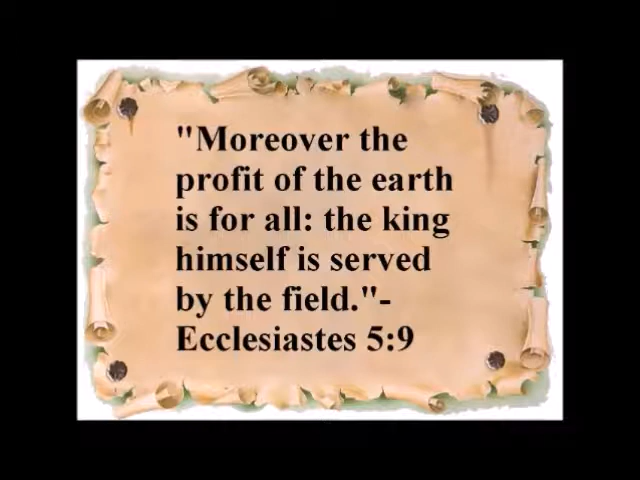 "Moreover the
profit of the earth
is for all: the king
himself is served
by the field."-
Ecclesiastes 5:9